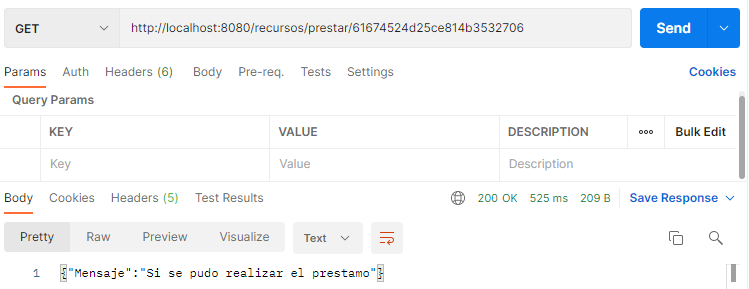 GET http://localhost:8080/recursos/prestar/61674524d25ce814b3532706 Send
Params Auth Headers (6) Body Pre-req. Tests Settings Cookies
Query Params
KEY VALUE DESCRIPTION ooo Bulk Edit
Key Value Description
Body Cookies Headers (5) Test Results 200 OK 525 ms 209 B Save Response
Pretty Raw Preview Visualize Text
1 {"Mensaje":"Si se pudo realizar el prestamo"}